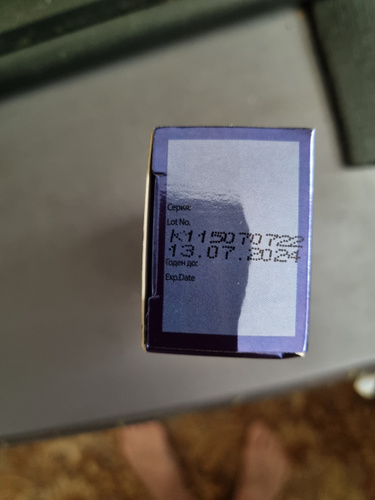 Серия:
Lot No.
K115070722
13.07.2024
Годен до:
Exp.Date